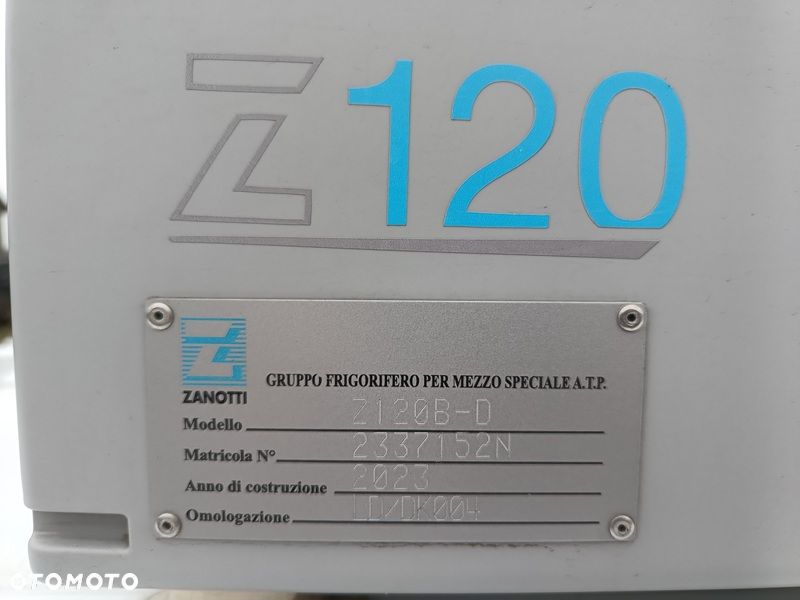 Z120
ZANOTTI
GRUPPO FRIGORIFERO PER MEZZO SPECIALE A.T.P.
Modello Z120B-D
Matricola N° 2337152N
Anno di costruzione 2023
Omologazione LD/DK004
OTOMOTO